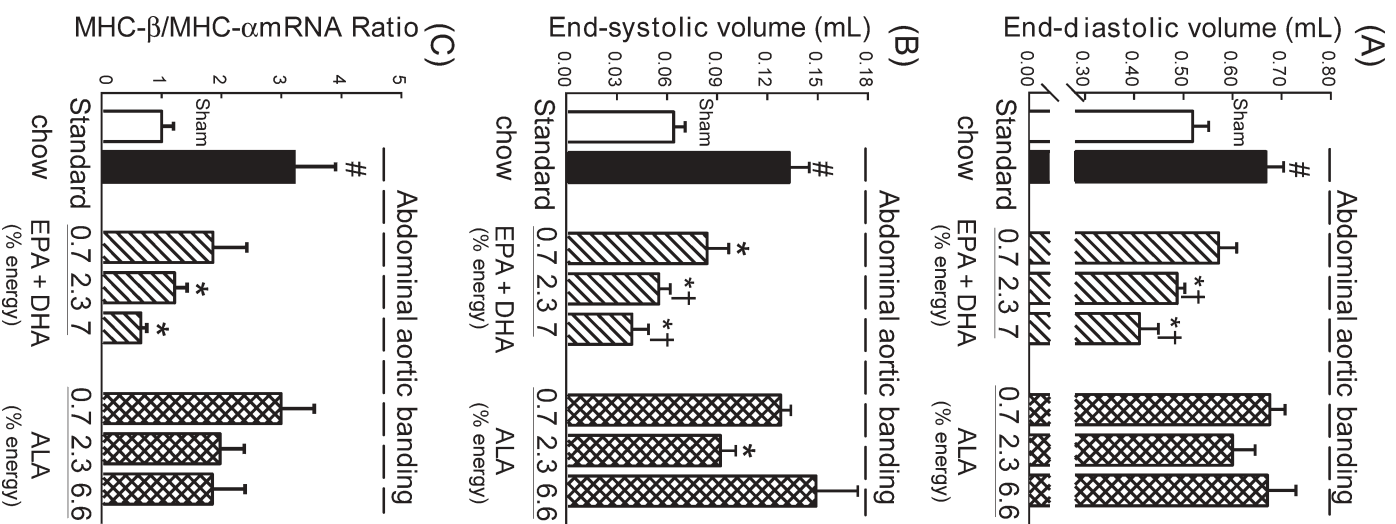 (A)
End-diastolic volume (mL)
0.80
0.70
0.60
0.50
0.40
0.30
0.00
Abdominal aortic banding
Sham
#
*†
*†
Standard 0.7 2.3 7 0.7 2.3 6.6
chow EPA + DHA ALA
(% energy) (% energy)
(B)
End-systolic volume (mL)
0.18
0.15
0.12
0.09
0.06
0.03
0.00
Abdominal aortic banding
Sham
#
*
*†
*†
*
Standard 0.7 2.3 7 0.7 2.3 6.6
chow EPA + DHA ALA
(% energy) (% energy)
(C)
MHC-β/MHC-αmRNA Ratio
5
4
3
2
1
0
Abdominal aortic banding
Sham
#
*
*
Standard 0.7 2.3 7 0.7 2.3 6.6
chow EPA + DHA ALA
(% energy) (% energy)